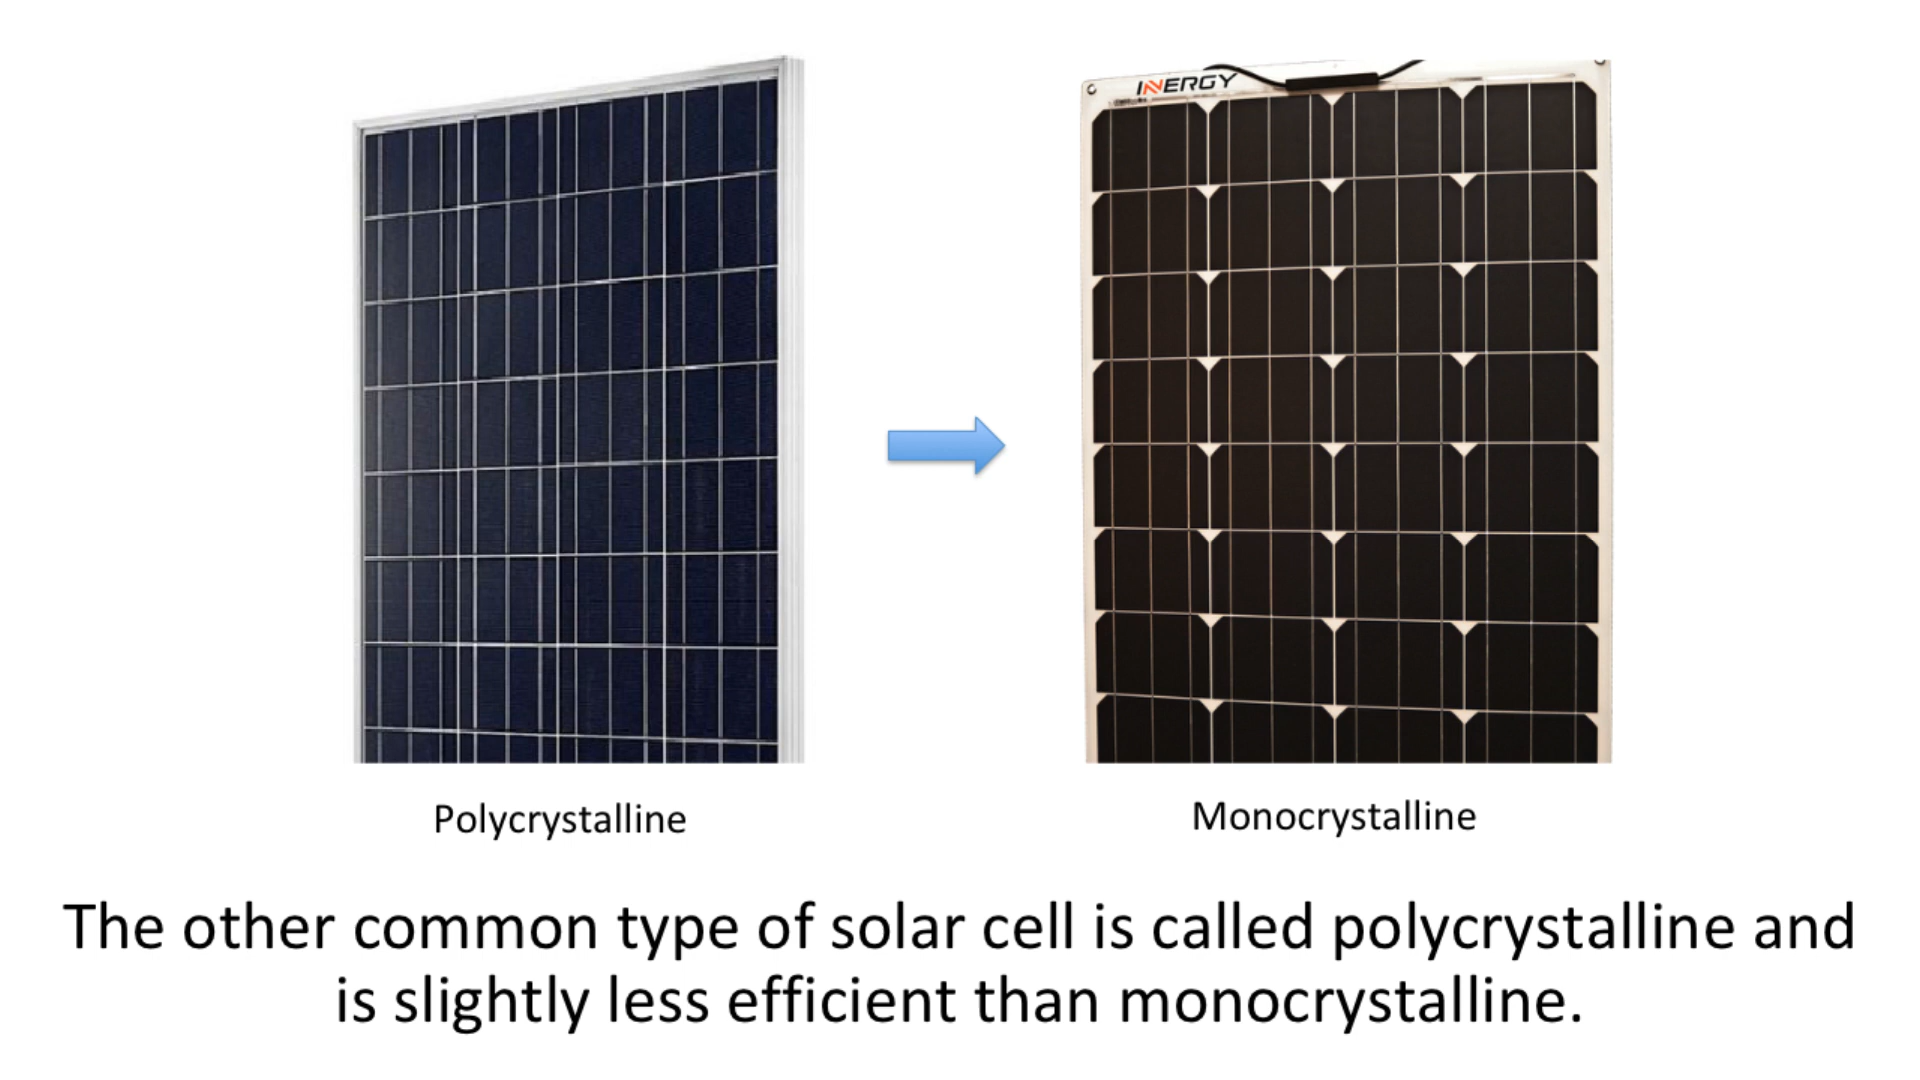 INERGY
Polycrystalline
Monocrystalline
The other common type of solar cell is called polycrystalline and
is slightly less efficient than monocrystalline.